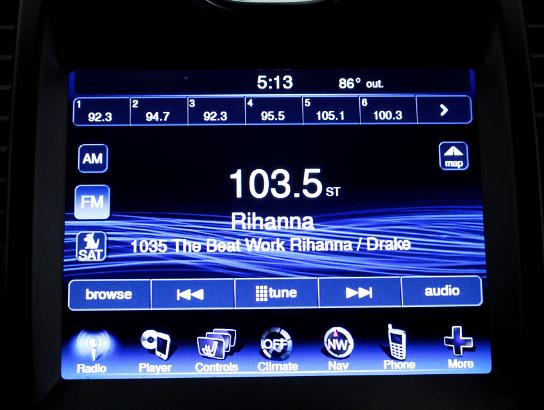 5:13 86° out.
1 2 3 4 5 6
92.3 94.7 92.3 95.5 105.1 100.3
AM map
103.5 ST
FM
Rihanna
SAT 1035 The Beat Work Rihanna / Drake
browse tune audio
OFF NW
Radio Player Controls Climate Nav Phone More